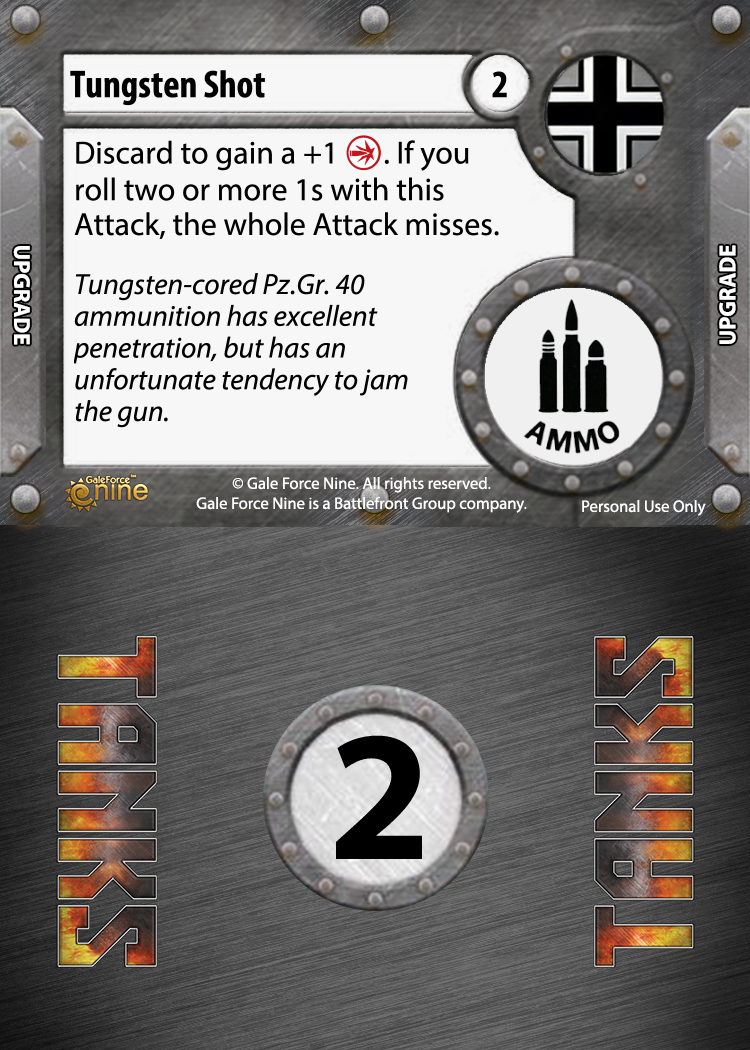 Tungsten Shot
2
Discard to gain a +1 . If you
roll two or more 1s with this
Attack, the whole Attack misses.
Tungsten-cored Pz.Gr. 40
ammunition has excellent
penetration, but has an
unfortunate tendency to jam
the gun.
UPGRADE
UPGRADE
AMMO
GaleForce™
nine
© Gale Force Nine. All rights reserved.
Gale Force Nine is a Battlefront Group company.
Personal Use Only
TANKS
2
TANKS